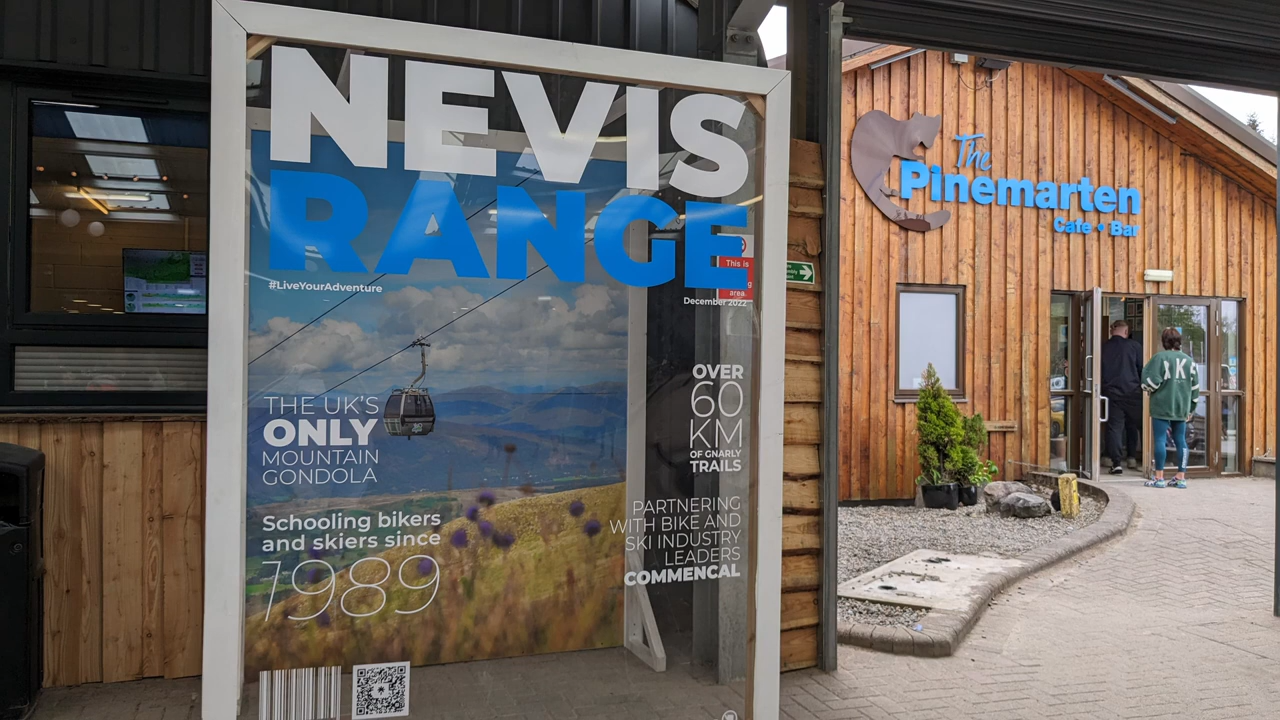 NEVIS
RANGE
#LiveYourAdventure
December 2022
THE UK'S
ONLY
MOUNTAIN
GONDOLA
Schooling bikers
and skiers since
1989
OVER
60
KM
OF GNARLY
TRAILS
PARTNERING
WITH BIKE AND
SKI INDUSTRY
LEADERS
COMMENCAL
This is
area.
The
Pinemarten
Cafe • Bar